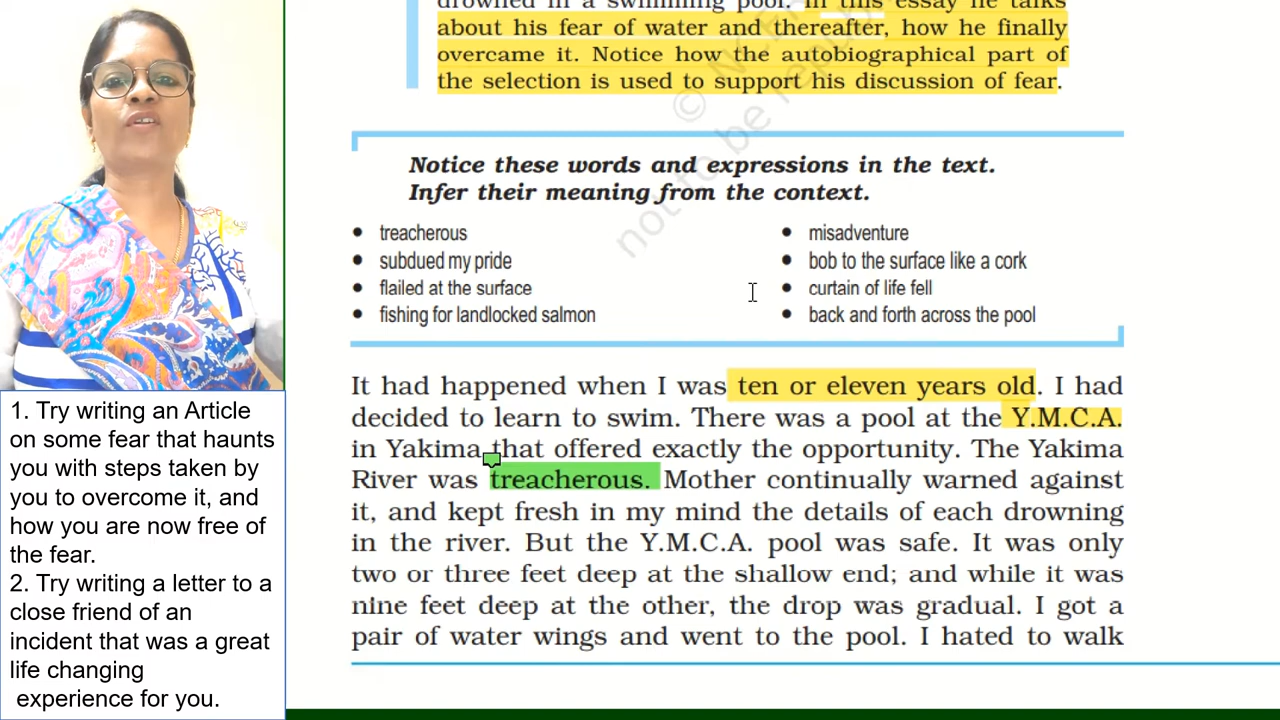 drowned in a swimming pool. In this essay he talks
about his fear of water and thereafter, how he finally
overcame it. Notice how the autobiographical part of
the selection is used to support his discussion of fear.
Notice these words and expressions in the text.
Infer their meaning from the context.
• treacherous
• subdued my pride
• flailed at the surface
• fishing for landlocked salmon
• misadventure
• bob to the surface like a cork
• curtain of life fell
• back and forth across the pool
It had happened when I was ten or eleven years old. I had
decided to learn to swim. There was a pool at the Y.M.C.A.
in Yakima that offered exactly the opportunity. The Yakima
River was treacherous. Mother continually warned against
it, and kept fresh in my mind the details of each drowning
in the river. But the Y.M.C.A. pool was safe. It was only
two or three feet deep at the shallow end; and while it was
nine feet deep at the other, the drop was gradual. I got a
pair of water wings and went to the pool. I hated to walk
1. Try writing an Article
on some fear that haunts
you with steps taken by
you to overcome it, and
how you are now free of
the fear.
2. Try writing a letter to a
close friend of an
incident that was a great
life changing
experience for you.
not to be